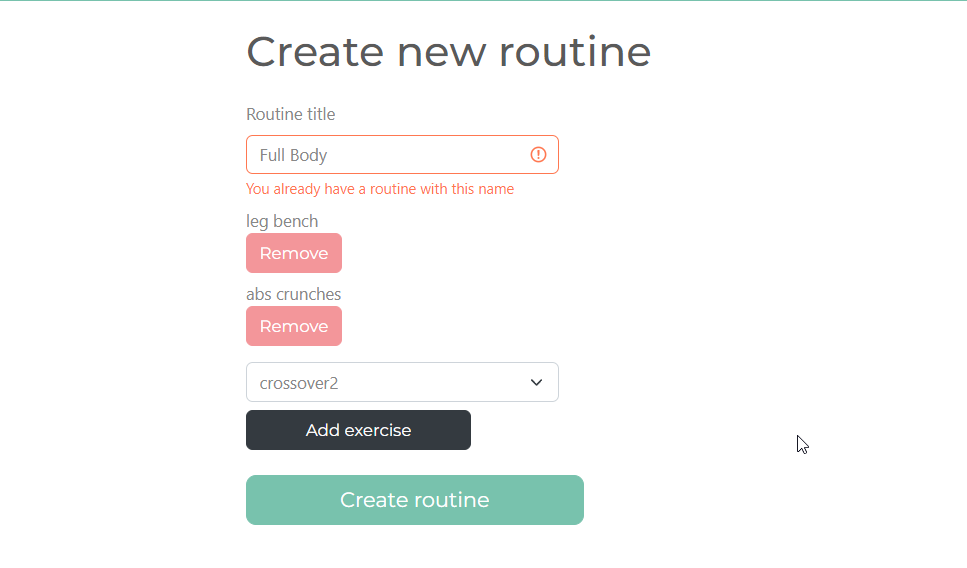 Create new routine
Routine title
Full Body
You already have a routine with this name
leg bench
Remove
abs crunches
Remove
crossover2
Add exercise
Create routine